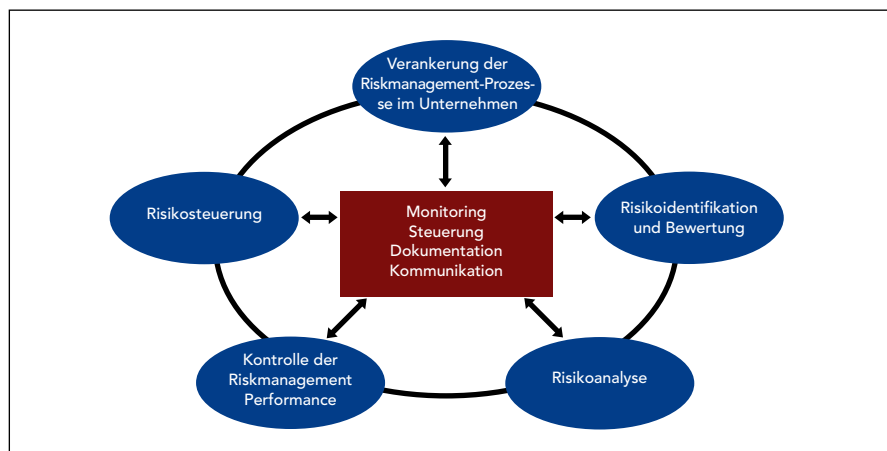 Verankerung der
Riskmanagement-Prozes-
se im Unternehmen
Risikosteuerung
Monitoring
Steuerung
Dokumentation
Kommunikation
Risikoidentifikation
und Bewertung
Kontrolle der
Riskmanagement
Performance
Risikoanalyse